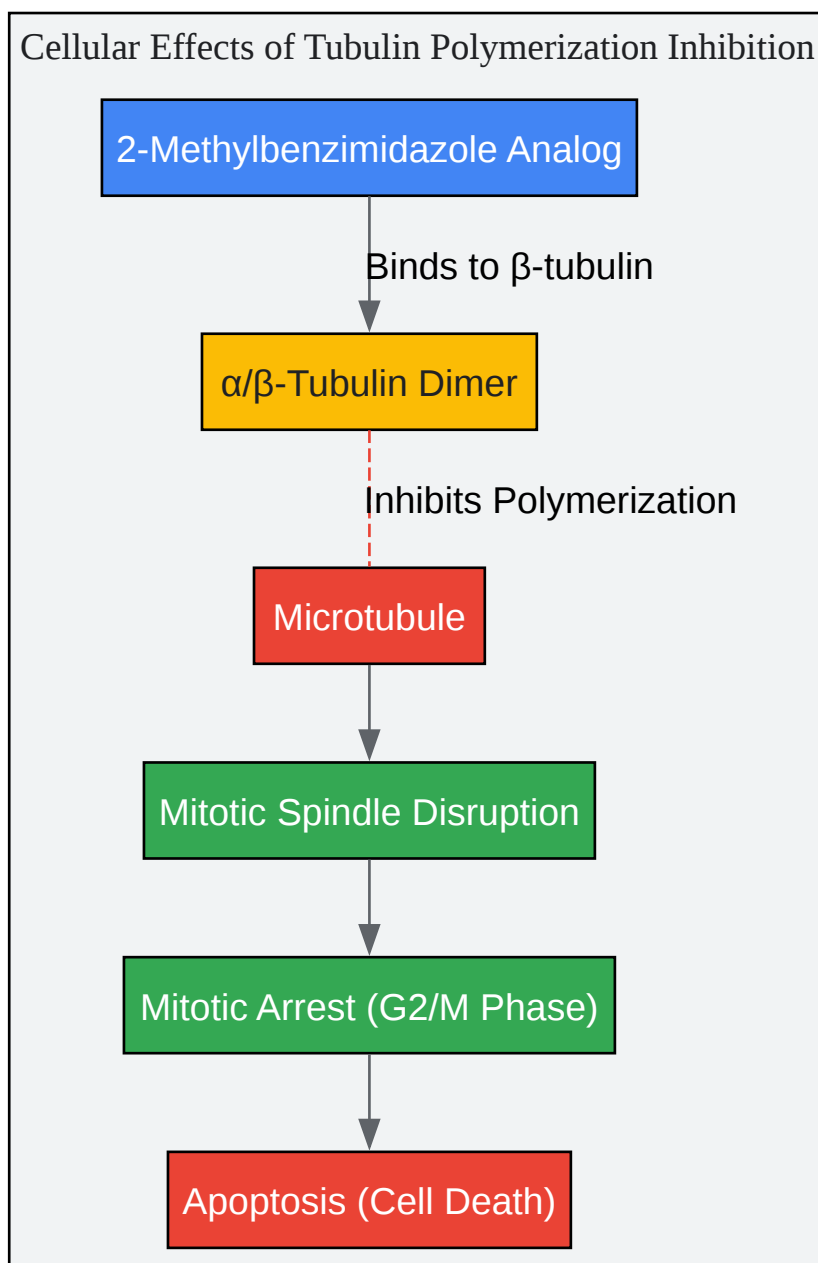 Cellular Effects of Tubulin Polymerization Inhibition
2-Methylbenzimidazole Analog
Binds to β-tubulin
α/β-Tubulin Dimer
Inhibits Polymerization
Microtubule
Mitotic Spindle Disruption
Mitotic Arrest (G2/M Phase)
Apoptosis (Cell Death)